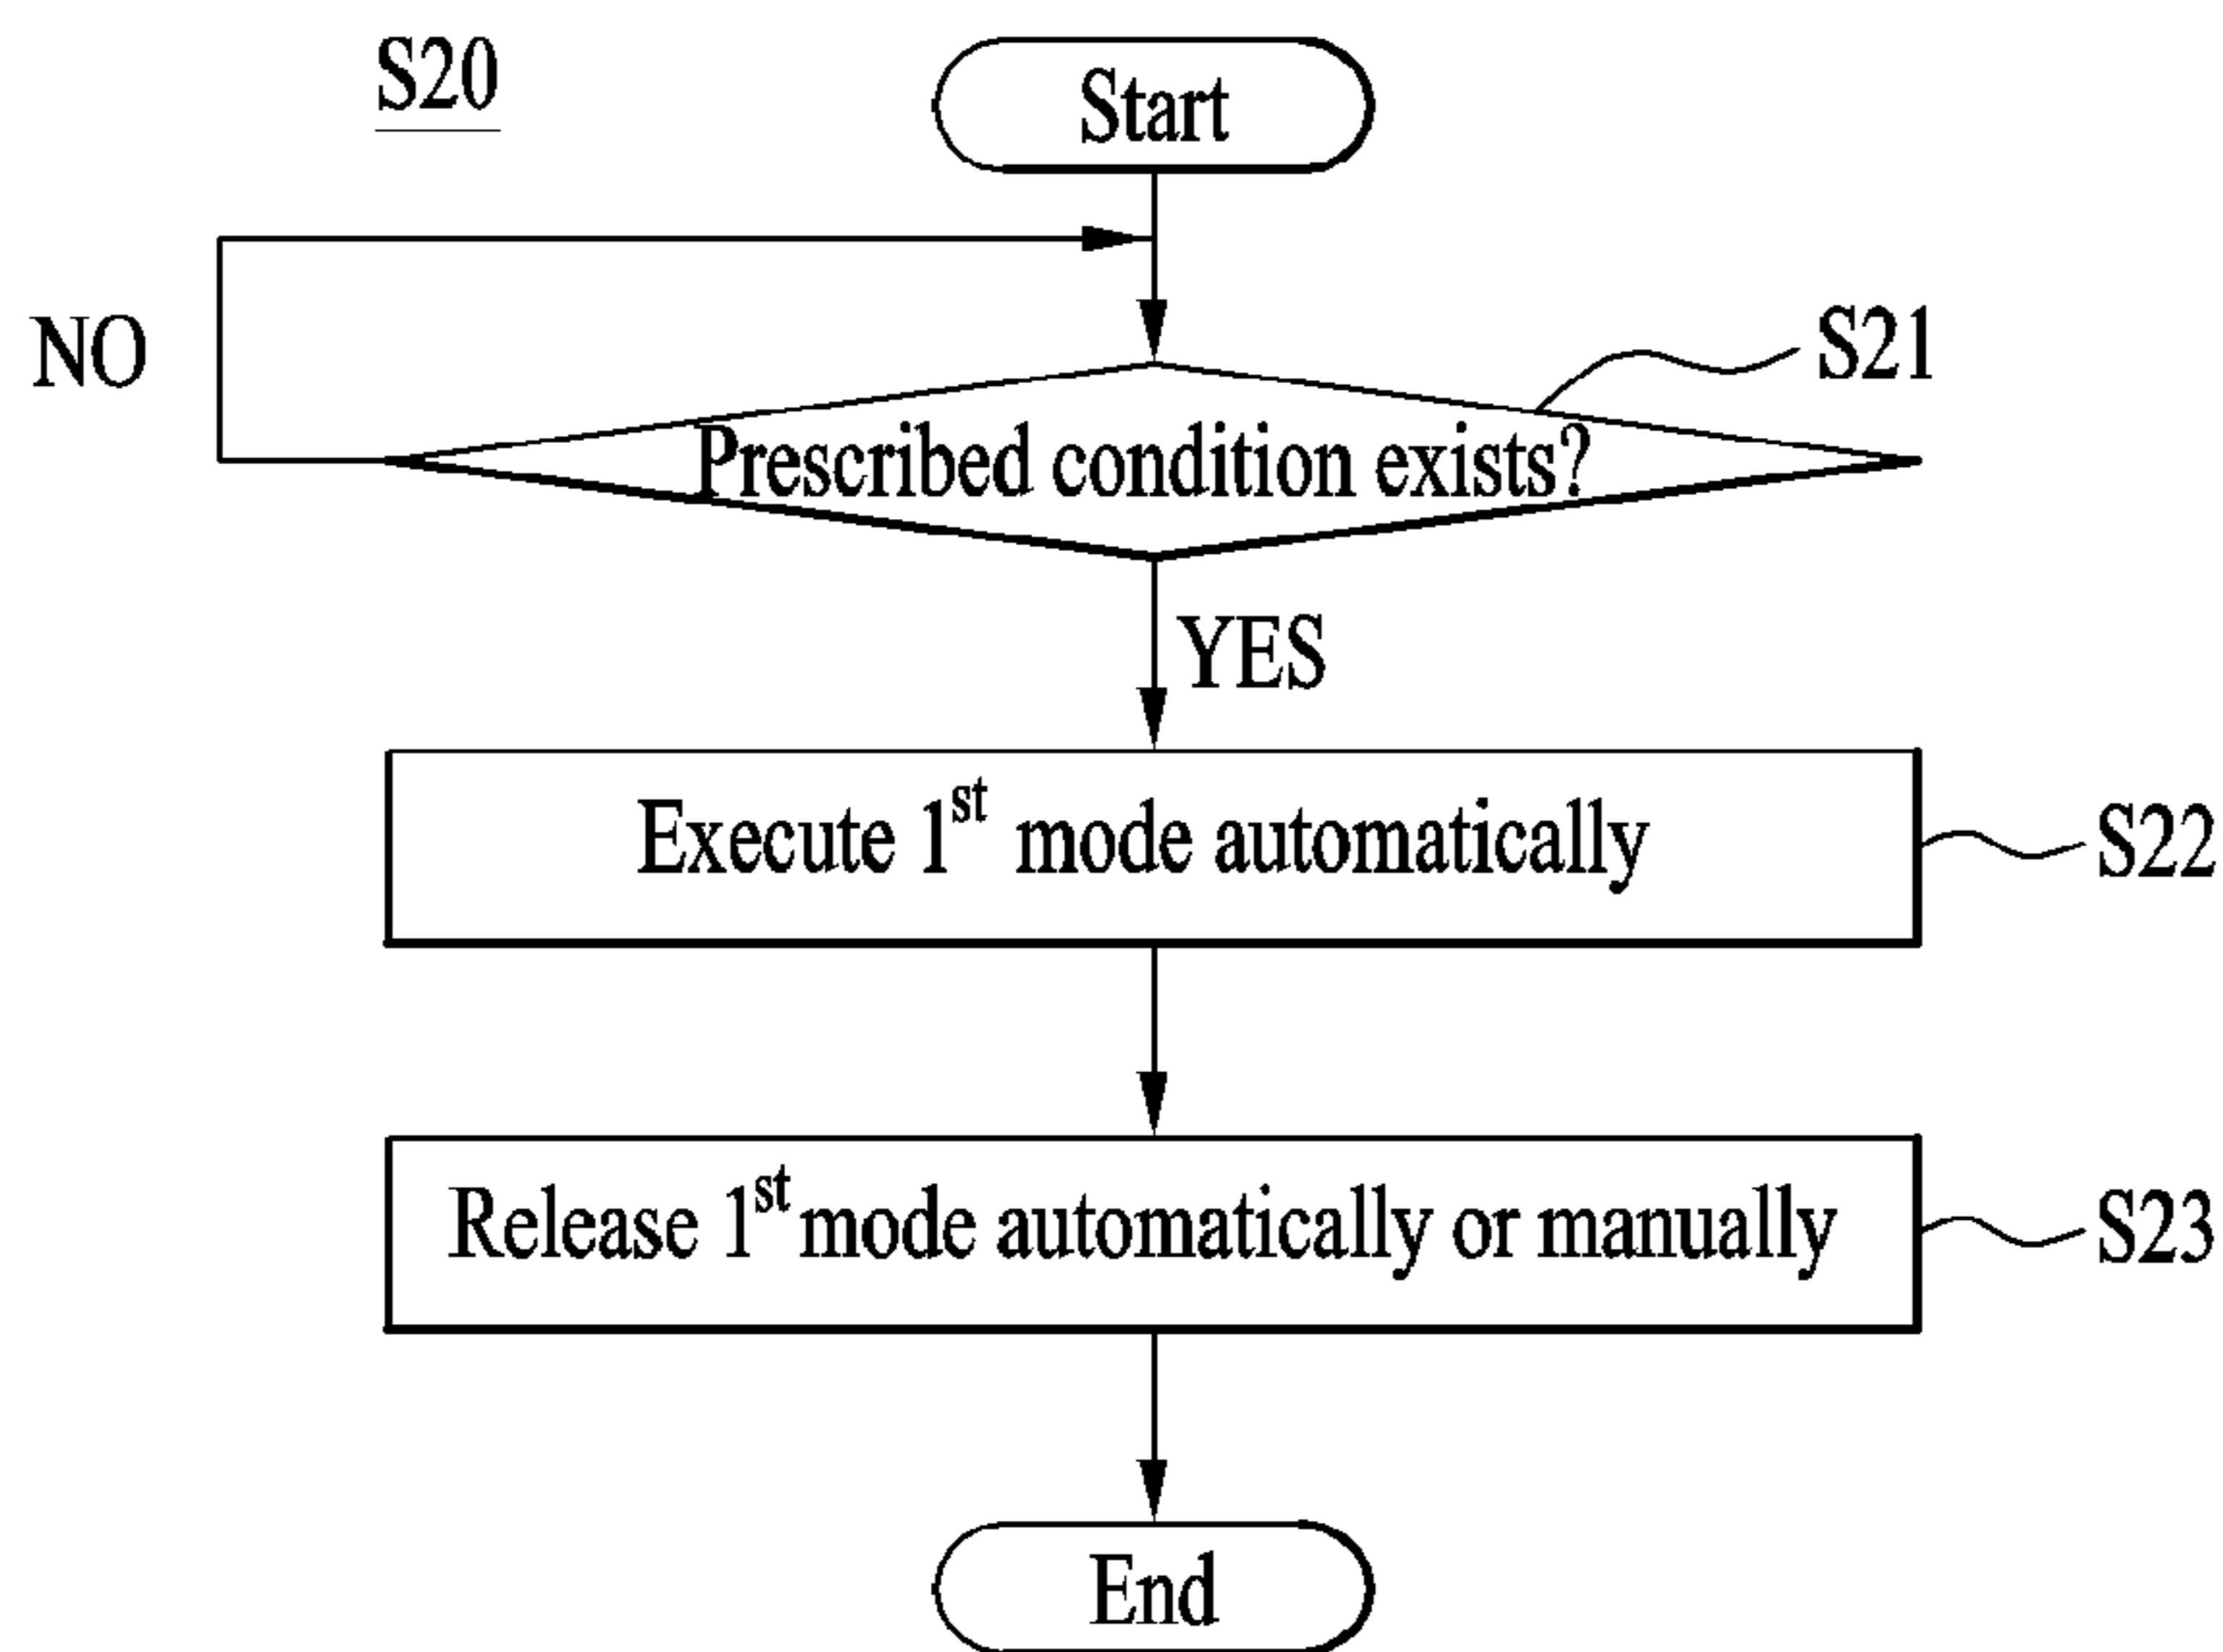 S20
Start
NO
S21
Prescribed condition exists?
YES
Execute 1st mode automatically
S22
Release 1st mode automatically or manually
S23
End